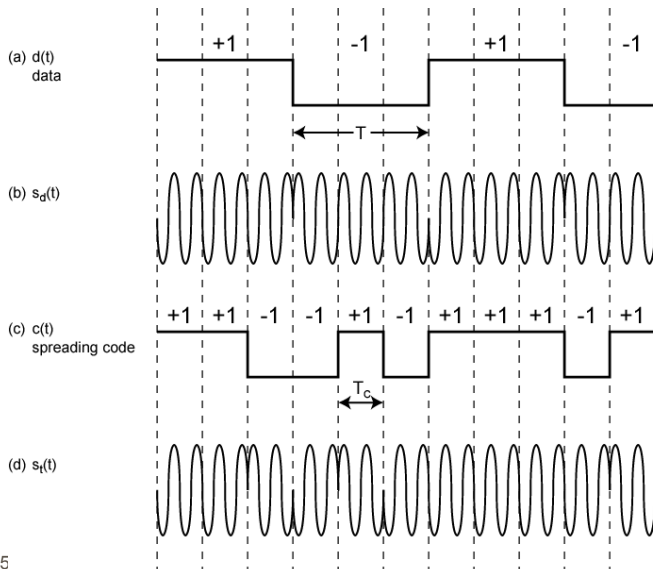 +1 -1 +1 -1
(a) d(t)
data
T
(b) s_d(t)
+1 +1 -1 -1 +1 -1 +1 +1 +1 -1 +1
(c) c(t)
spreading code
T_c
(d) s_t(t)
5